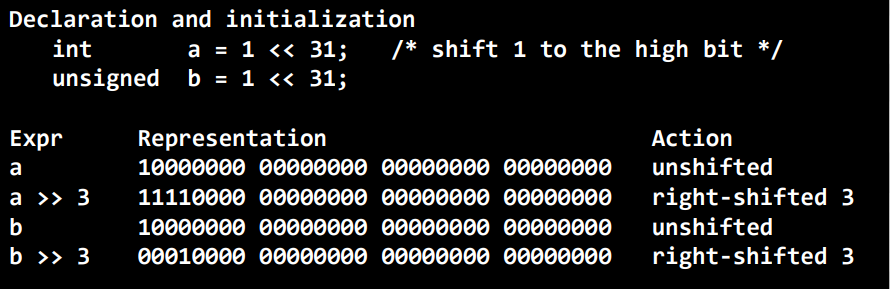 Declaration and initialization
int a = 1 << 31; /* shift 1 to the high bit */
unsigned b = 1 << 31;
Expr Representation Action
a 10000000 00000000 00000000 00000000 unshifted
a >> 3 11110000 00000000 00000000 00000000 right-shifted 3
b 10000000 00000000 00000000 00000000 unshifted
b >> 3 00010000 00000000 00000000 00000000 right-shifted 3